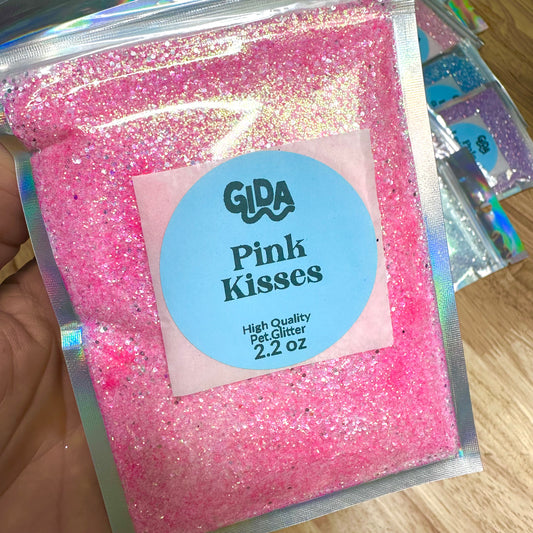 GIDA
Pink
Kisses
High Quality
Pet.Glitter
2.2 oz